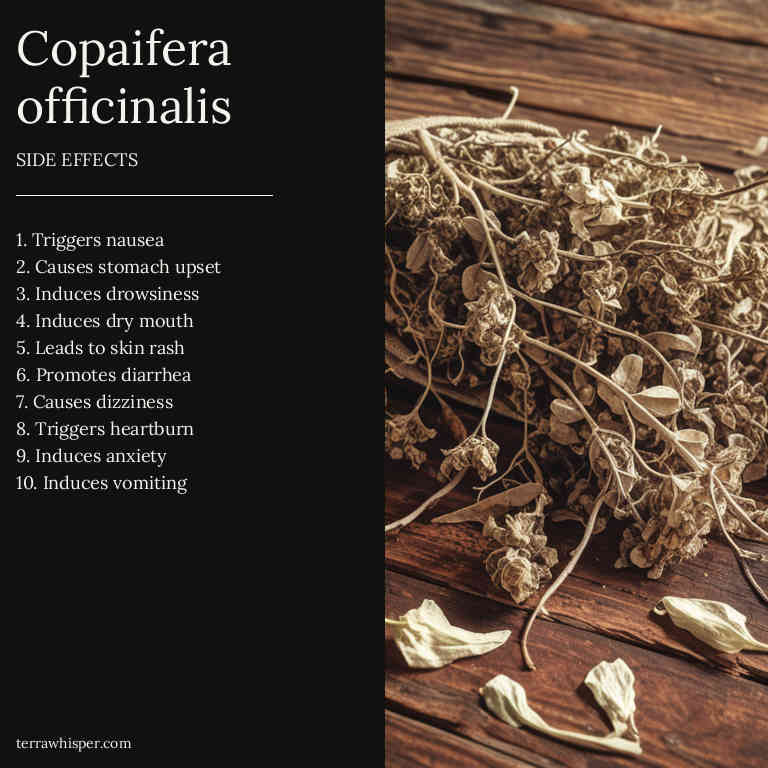 Copaifera
officinalis
SIDE EFFECTS
1. Triggers nausea
2. Causes stomach upset
3. Induces drowsiness
4. Induces dry mouth
5. Leads to skin rash
6. Promotes diarrhea
7. Causes dizziness
8. Triggers heartburn
9. Induces anxiety
10. Induces vomiting
terrawhisper.com